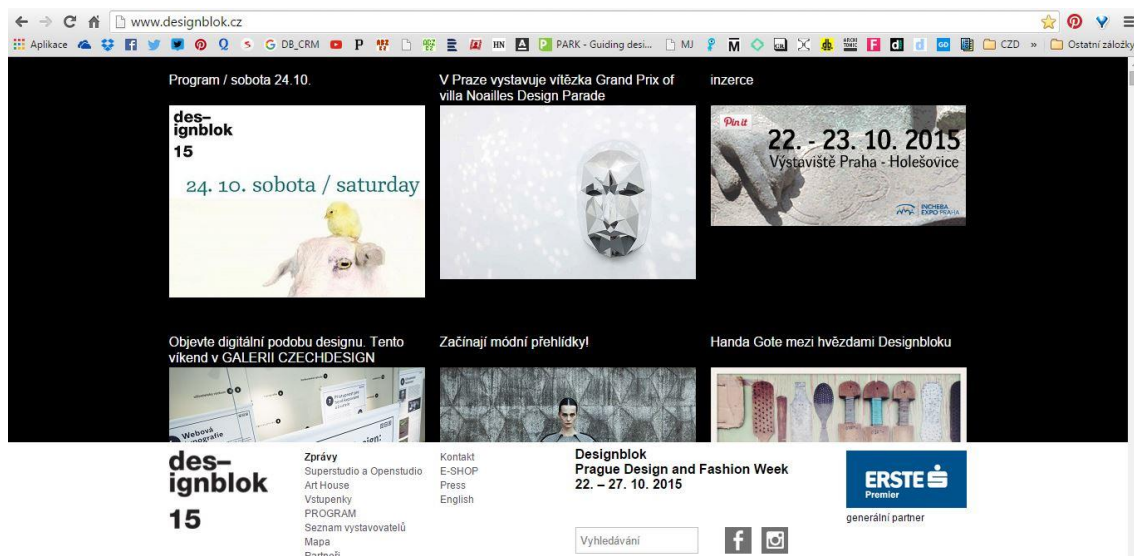 www.designblok.cz
Aplikace
DB_CRM
PARK - Guiding desi...
MJ
CZD
»
Ostatní záložky
Program / sobota 24.10.
des–
ignblok
15
24. 10. sobota / saturday
V Praze vystavuje vítězka Grand Prix of
villa Noailles Design Parade
inzerce
Pin it
22. - 23. 10. 2015
Výstaviště Praha - Holešovice
INCHEBA
EXPO PRAHA
Objevte digitální podobu designu. Tento
víkend v GALERII CZECHDESIGN
Webová
Začínají módní přehlídky!
Handa Gote mezi hvězdami Designbloku
des–
ignblok
15
Zprávy
Superstudio a Openstudio
Art House
Vstupenky
PROGRAM
Seznam vystavovatelů
Mapa
Partneři
Kontakt
E-SHOP
Press
English
Designblok
Prague Design and Fashion Week
22. – 27. 10. 2015
Vyhledávání
ERSTE
Premier
generální partner